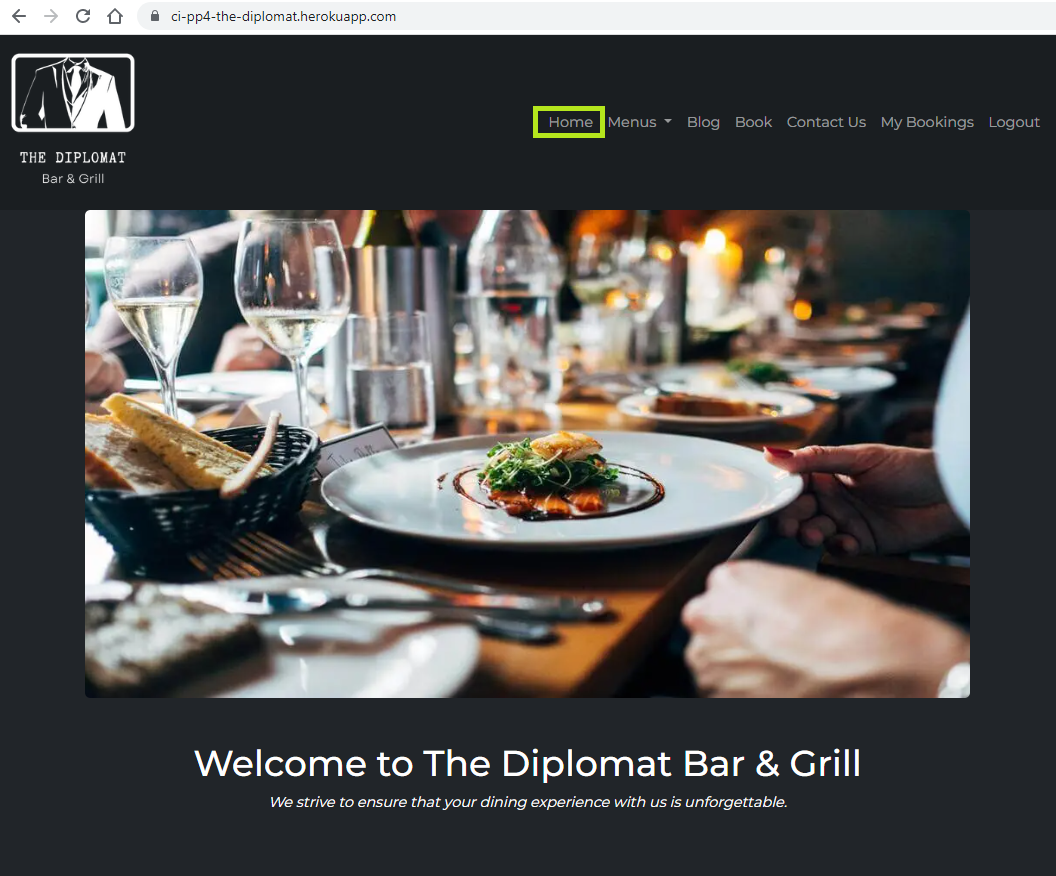 ci-pp4-the-diplomat.herokuapp.com
THE DIPLOMAT
Bar & Grill
Home Menus Blog Book Contact Us My Bookings Logout
Welcome to The Diplomat Bar & Grill
We strive to ensure that your dining experience with us is unforgettable.